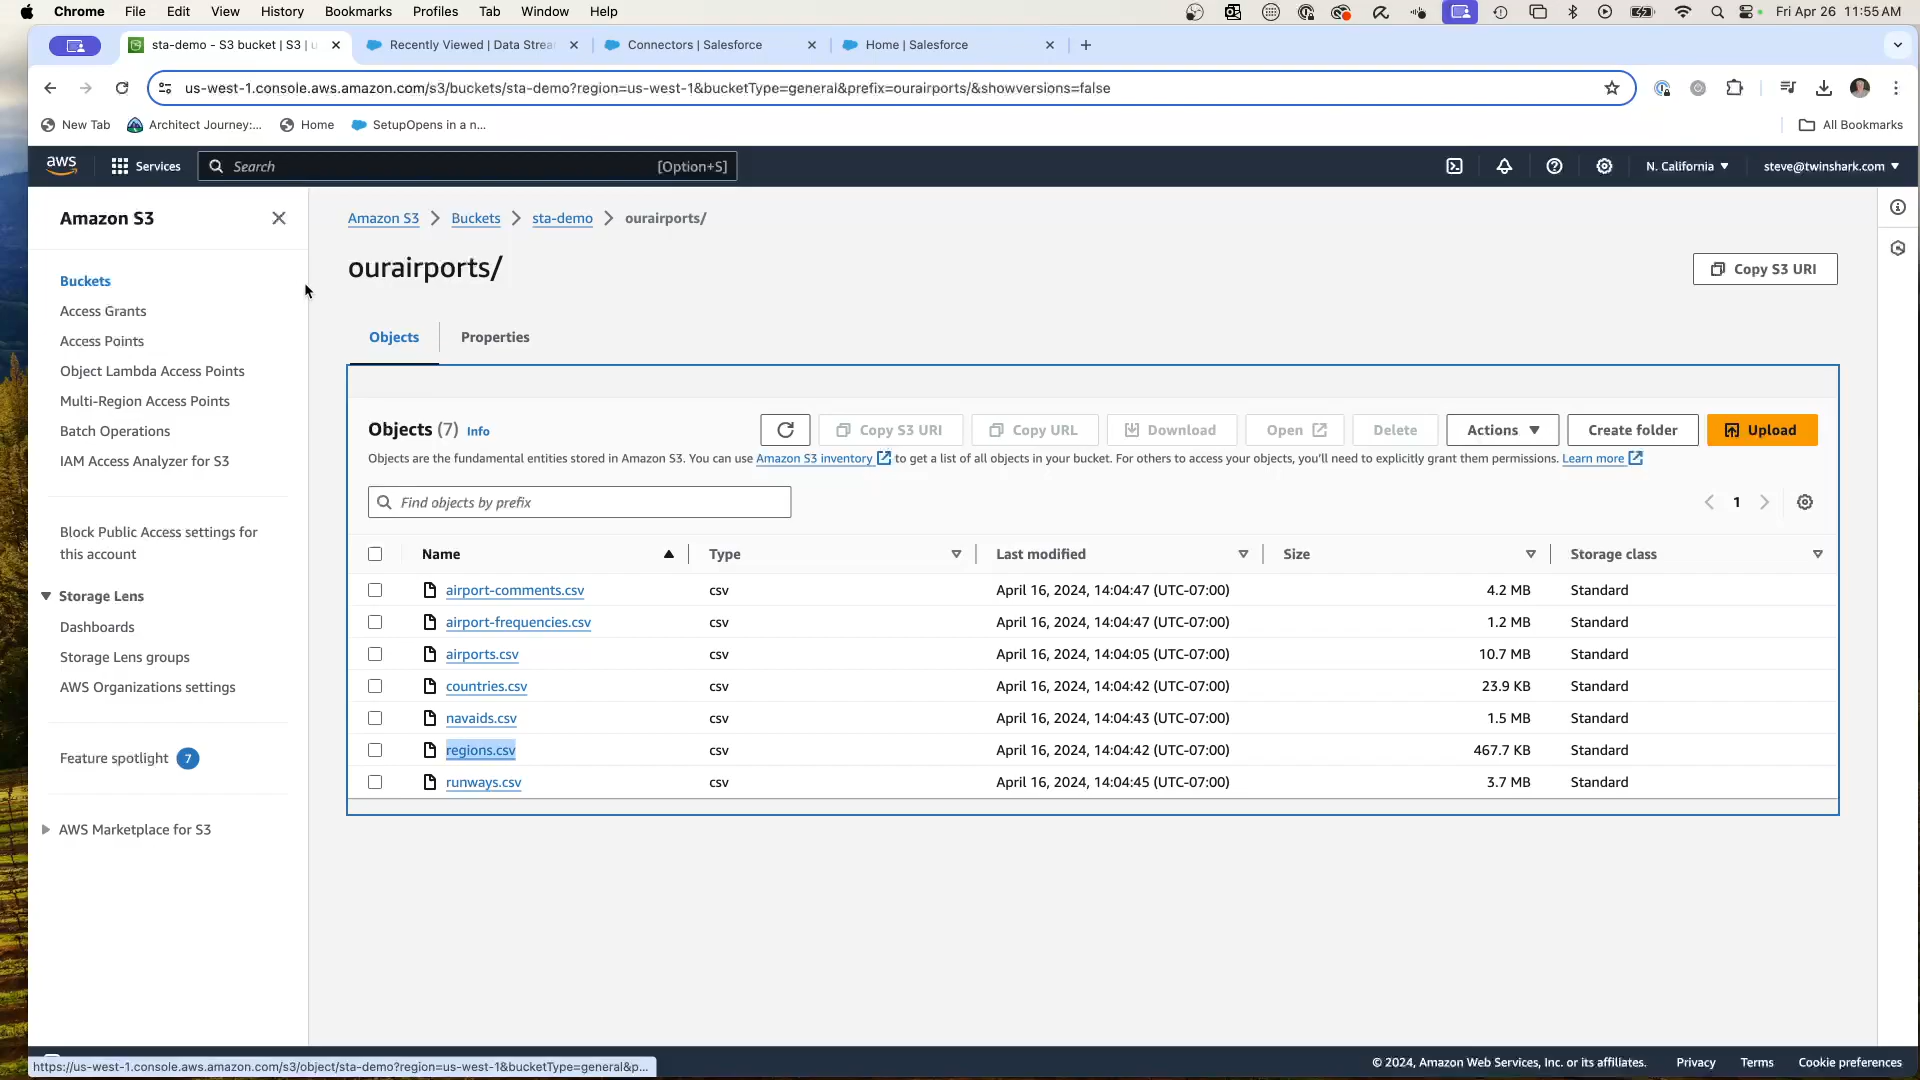 Chrome File Edit View History Bookmarks Profiles Tab Window Help Fri Apr 26 11:55 AM
sta-demo - S3 bucket | S3 | Recently Viewed | Data Strea Connectors | Salesforce Home | Salesforce
us-west-1.console.aws.amazon.com/s3/buckets/sta-demo?region=us-west-1&bucketType=general&prefix=ourairports/&showversions=false
New Tab Architect Journey:... Home SetupOpens in a n... All Bookmarks
aws Services Search [Option+S] N. California steve@twinshark.com
Amazon S3
Buckets
Access Grants
Access Points
Object Lambda Access Points
Multi-Region Access Points
Batch Operations
IAM Access Analyzer for S3
Block Public Access settings for
this account
Storage Lens
Dashboards
Storage Lens groups
AWS Organizations settings
Feature spotlight 7
AWS Marketplace for S3
Amazon S3 Buckets sta-demo ourairports/
ourairports/
Copy S3 URI
Objects Properties
Objects (7) Info
Copy S3 URI Copy URL Download Open Delete Actions Create folder Upload
Objects are the fundamental entities stored in Amazon S3. You can use Amazon S3 inventory to get a list of all objects in your bucket. For others to access your objects, you'll need to explicitly grant them permissions. Learn more
Find objects by prefix 1
Name Type Last modified Size Storage class
airport-comments.csv csv April 16, 2024, 14:04:47 (UTC-07:00) 4.2 MB Standard
airport-frequencies.csv csv April 16, 2024, 14:04:47 (UTC-07:00) 1.2 MB Standard
airports.csv csv April 16, 2024, 14:04:05 (UTC-07:00) 10.7 MB Standard
countries.csv csv April 16, 2024, 14:04:42 (UTC-07:00) 23.9 KB Standard
navaids.csv csv April 16, 2024, 14:04:43 (UTC-07:00) 1.5 MB Standard
regions.csv csv April 16, 2024, 14:04:42 (UTC-07:00) 467.7 KB Standard
runways.csv csv April 16, 2024, 14:04:45 (UTC-07:00) 3.7 MB Standard
https://us-west-1.console.aws.amazon.com/s3/object/sta-demo?region=us-west-1&bucketType=general&p...
© 2024, Amazon Web Services, Inc. or its affiliates. Privacy Terms Cookie preferences